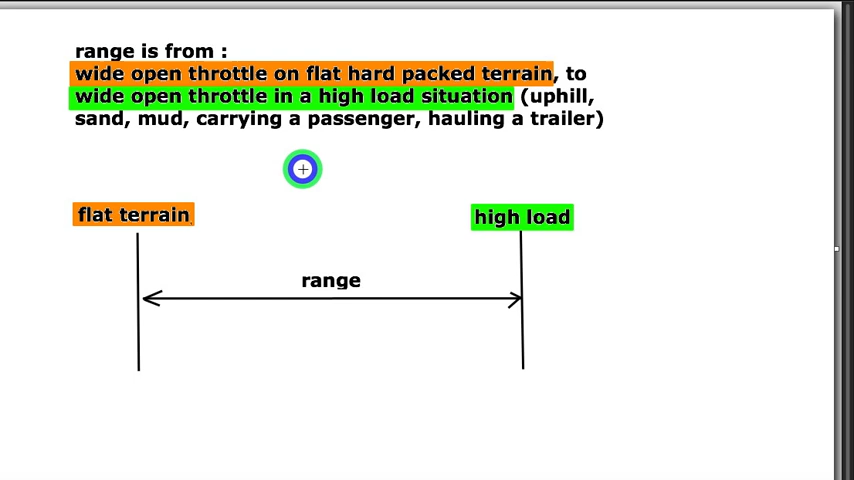 range is from :
wide open throttle on flat hard packed terrain, to
wide open throttle in a high load situation (uphill,
sand, mud, carrying a passenger, hauling a trailer)
flat terrain
high load
range